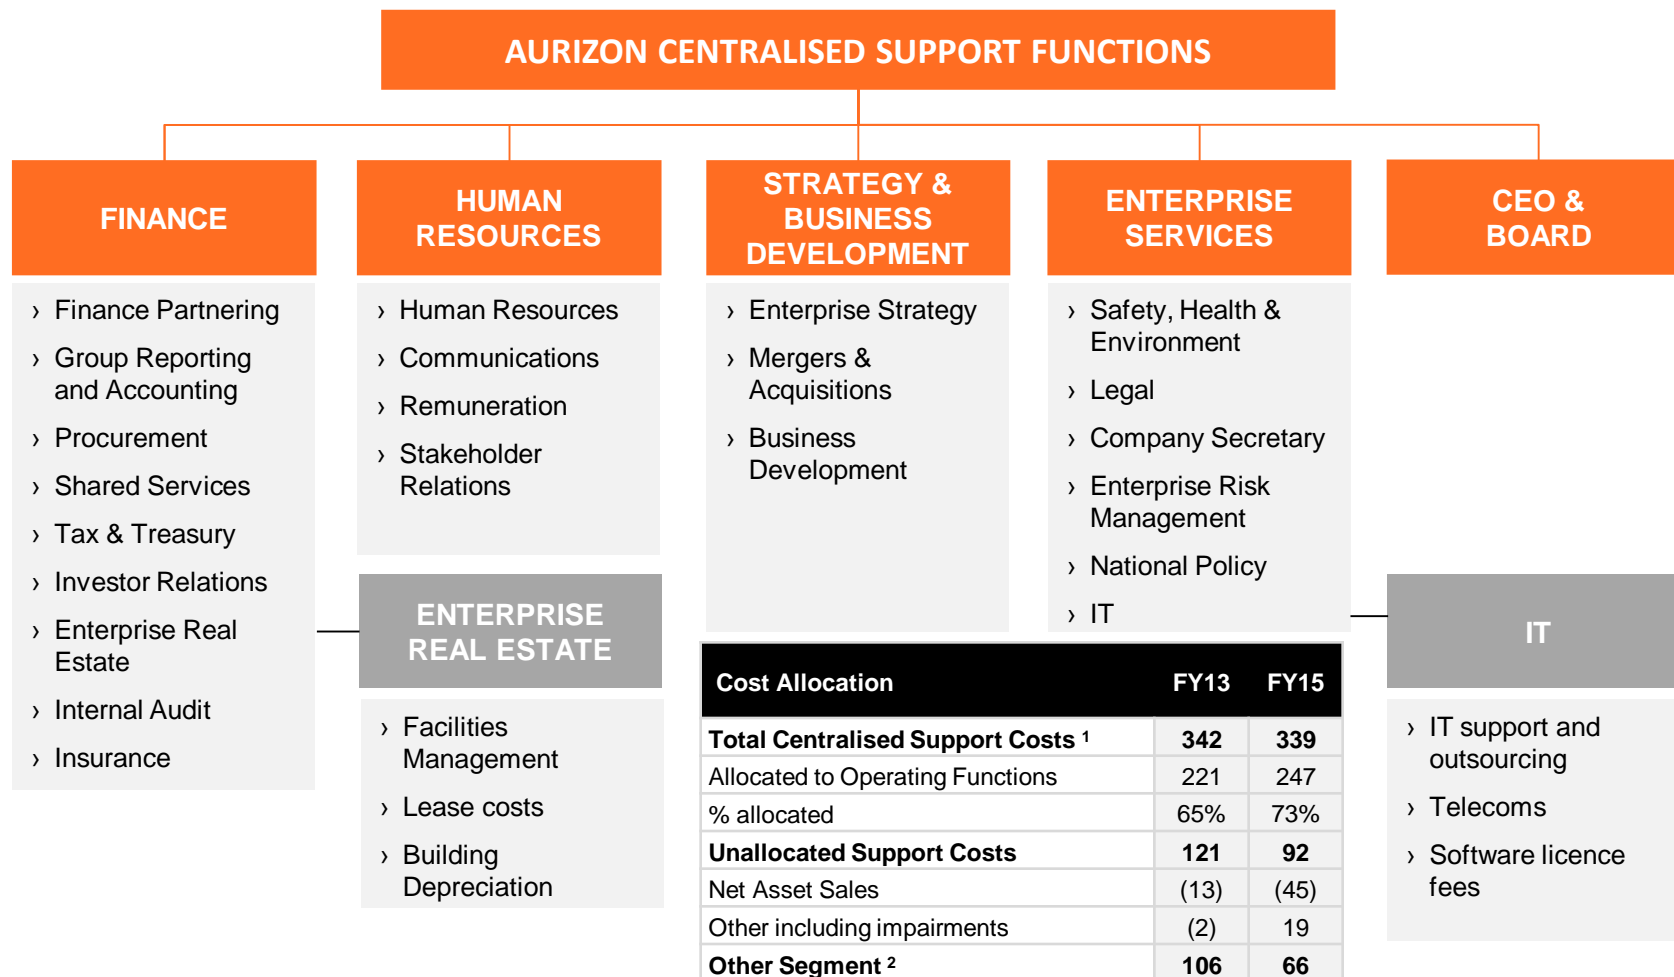 AURIZON CENTRALISED SUPPORT FUNCTIONS
FINANCE
› Finance Partnering
› Group Reporting
and Accounting
› Procurement
› Shared Services
› Tax & Treasury
› Investor Relations
› Enterprise Real
Estate
› Internal Audit
› Insurance
HUMAN
RESOURCES
› Human Resources
› Communications
› Remuneration
› Stakeholder
Relations
ENTERPRISE
REAL ESTATE
› Facilities
Management
› Lease costs
› Building
Depreciation
STRATEGY &
BUSINESS
DEVELOPMENT
› Enterprise Strategy
› Mergers &
Acquisitions
› Business
Development
ENTERPRISE
SERVICES
› Safety, Health &
Environment
› Legal
› Company Secretary
› Enterprise Risk
Management
› National Policy
› IT
CEO &
BOARD
IT
› IT support and
outsourcing
› Telecoms
› Software licence
fees
Cost Allocation FY13 FY15
Total Centralised Support Costs ¹ 342 339
Allocated to Operating Functions 221 247
% allocated 65% 73%
Unallocated Support Costs 121 92
Net Asset Sales (13) (45)
Other including impairments (2) 19
Other Segment ² 106 66